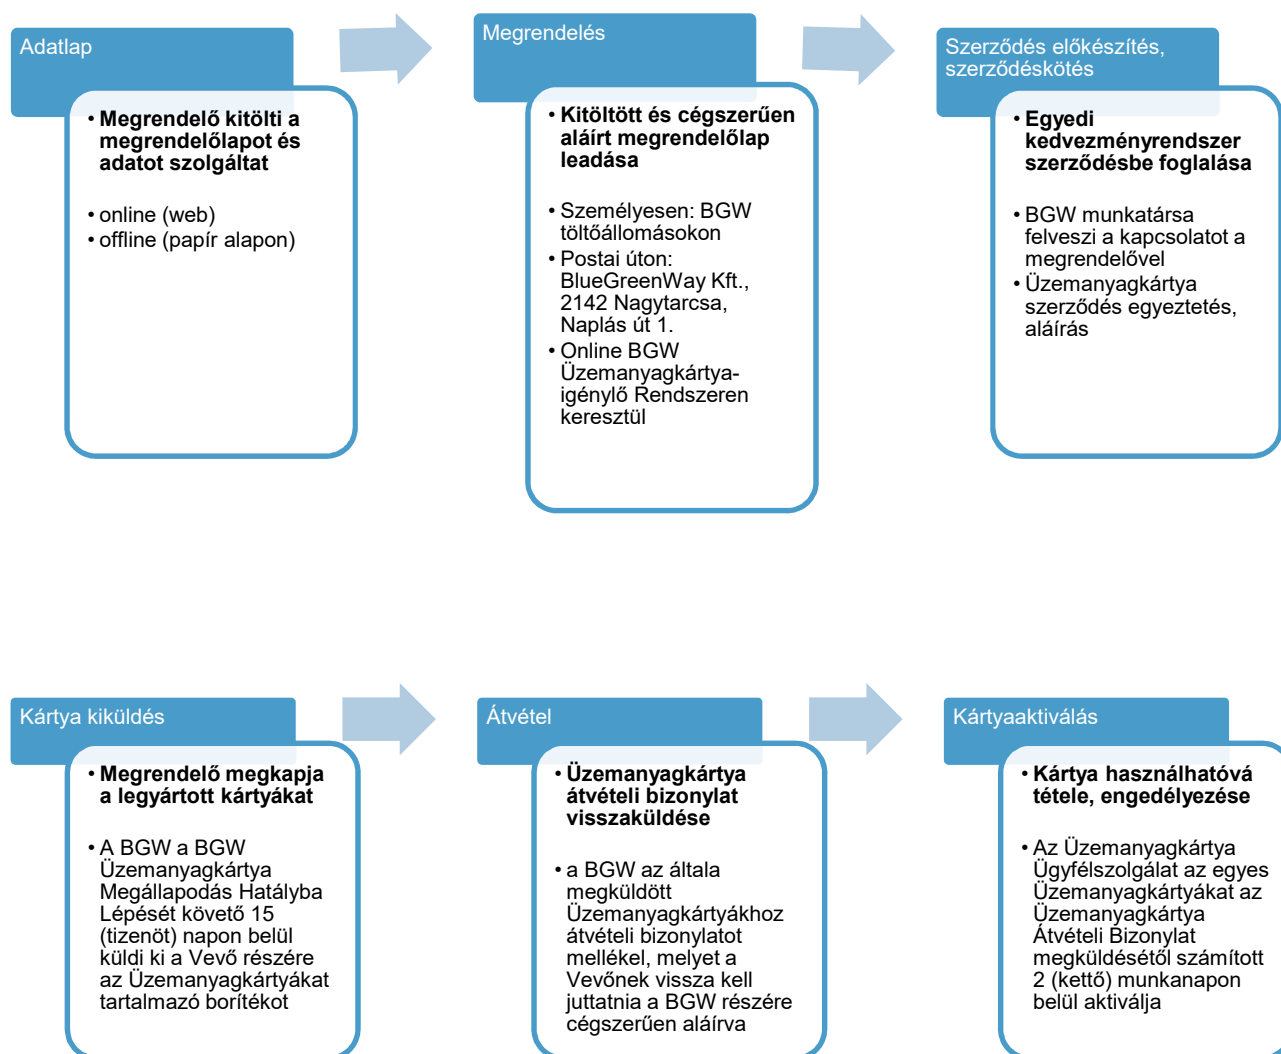 Adatlap
• Megrendelő kitölti a
megrendelőlapot és
adatot szolgáltat
• online (web)
• offline (papír alapon)
Megrendelés
• Kitöltött és cégszerűen
aláírt megrendelőlap
leadása
• Személyesen: BGW
töltőállomásokon
• Postai úton:
BlueGreenWay Kft.,
2142 Nagytarcsa,
Naplás út 1.
• Online BGW
Üzemanyagkártya-
igénylő Rendszeren
keresztül
Szerződés előkészítés,
szerződéskötés
• Egyedi
kedvezményrendszer
szerződésbe foglalása
• BGW munkatársa
felveszi a kapcsolatot a
megrendelővel
• Üzemanyagkártya
szerződés egyeztetés,
aláírás
Kártya kiküldés
• Megrendelő megkapja
a legyártott kártyákat
• A BGW a BGW
Üzemanyagkártya
Megállapodás Hatályba
Lépését követő 15
(tizenöt) napon belül
küldi ki a Vevő részére
az Üzemanyagkártyákat
tartalmazó borítékot
Átvétel
• Üzemanyagkártya
átvételi bizonylat
visszaküldése
• a BGW az általa
megküldött
Üzemanyagkártyákhoz
átvételi bizonylatot
mellékel, melyet a
Vevőnek vissza kell
juttatnia a BGW részére
cégszerűen aláírva
Kártyaaktiválás
• Kártya használhatóvá
tétele, engedélyezése
• Az Üzemanyagkártya
Ügyfélszolgálat az egyes
Üzemanyagkártyákat az
Üzemanyagkártya
Átvételi Bizonylat
megküldésétől számított
2 (kettő) munkanapon
belül aktiválja